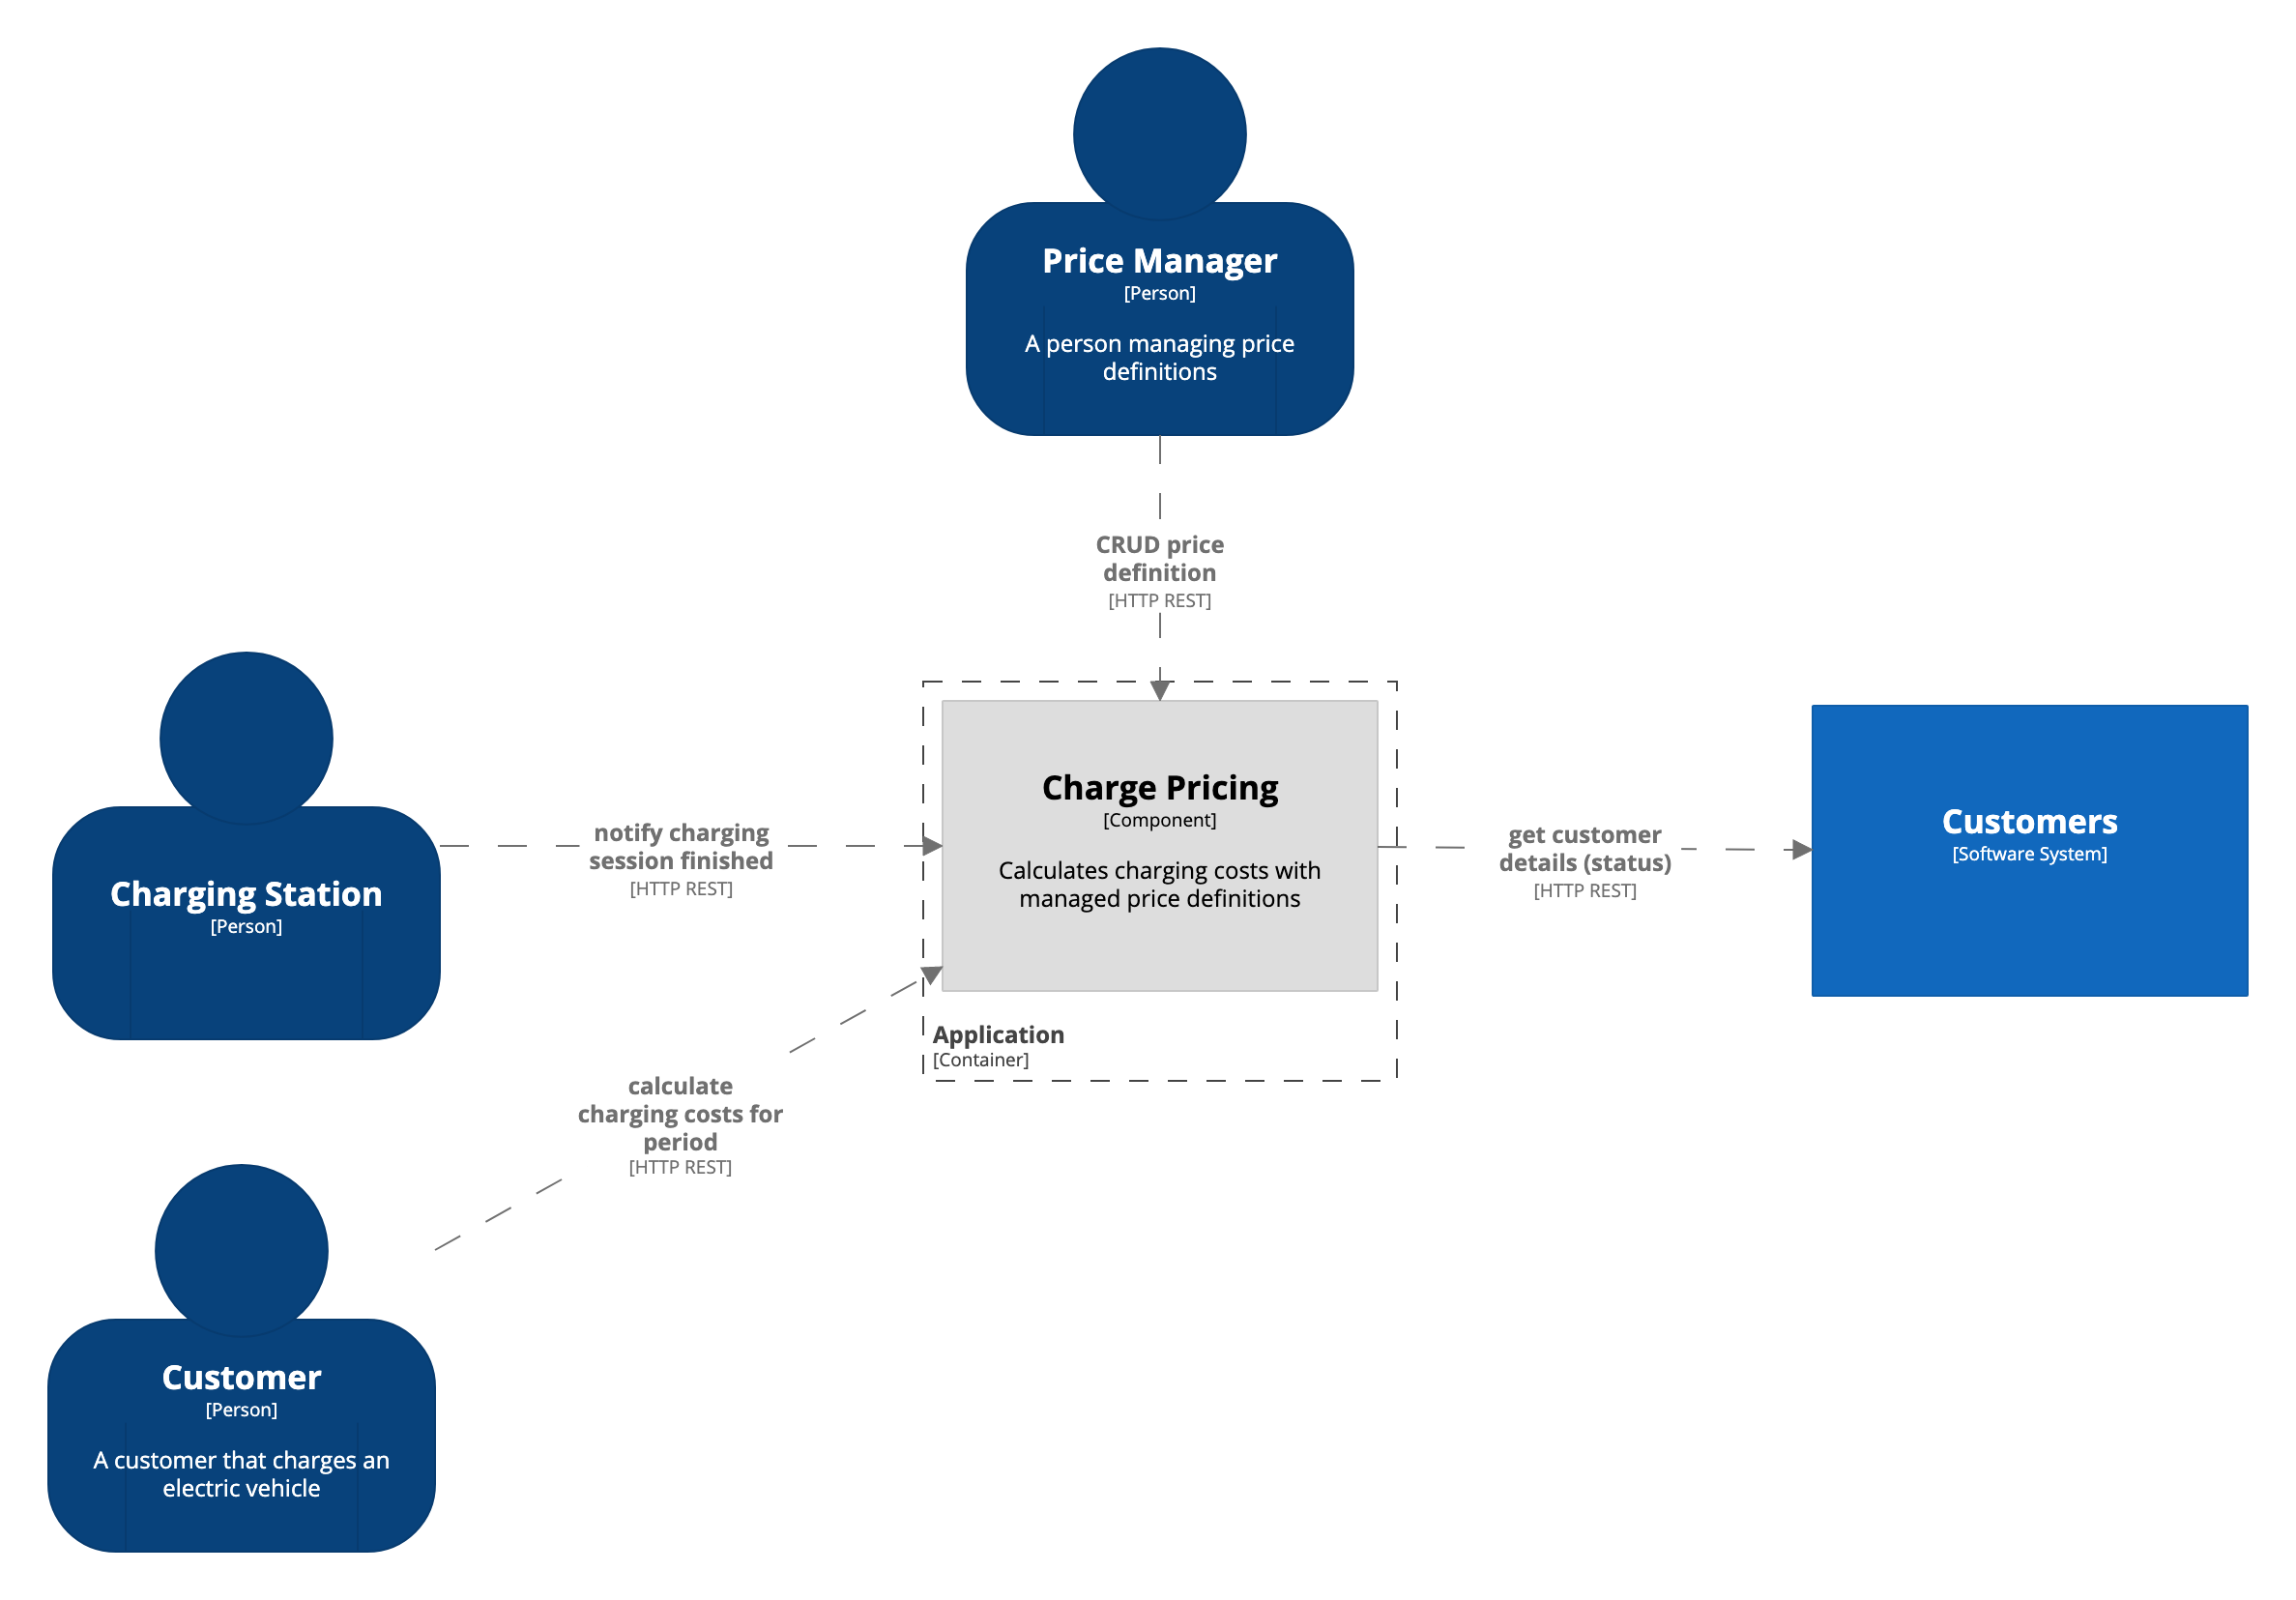 Price Manager
[Person]
A person managing price
definitions
CRUD price
definition
[HTTP REST]
Charging Station
[Person]
notify charging
session finished
[HTTP REST]
Charge Pricing
[Component]
Calculates charging costs with
managed price definitions
Application
[Container]
get customer
details (status)
[HTTP REST]
Customers
[Software System]
calculate
charging costs for
period
[HTTP REST]
Customer
[Person]
A customer that charges an
electric vehicle